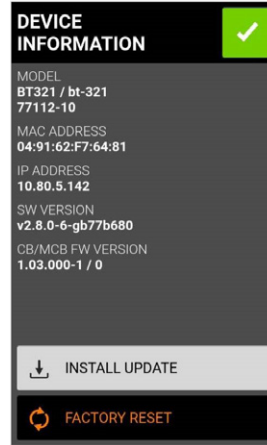 DEVICE
INFORMATION
MODEL
BT321 / bt-321
77112-10
MAC ADDRESS
04:91:62:F7:64:81
IP ADDRESS
10.80.5.142
SW VERSION
v2.8.0-6-gb77b680
CB/MCB FW VERSION
1.03.000-1 / 0
INSTALL UPDATE
FACTORY RESET